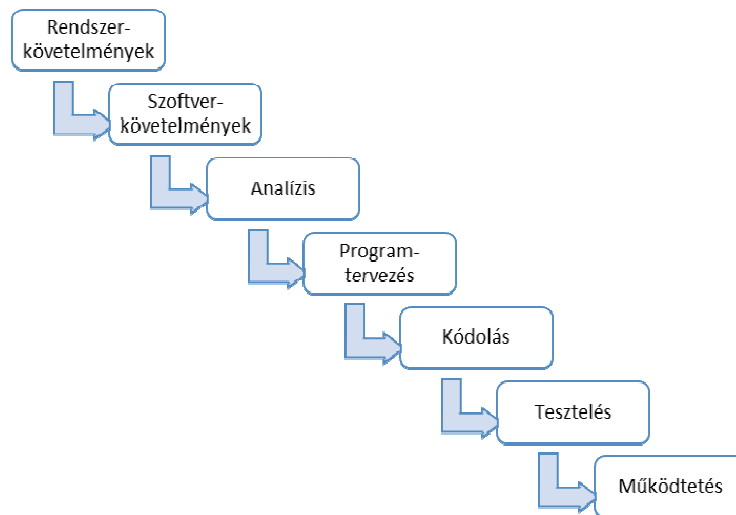 Rendszer-
követelmények
Szoftver-
követelmények
Analízis
Program-
tervezés
Kódolás
Tesztelés
Működtetés